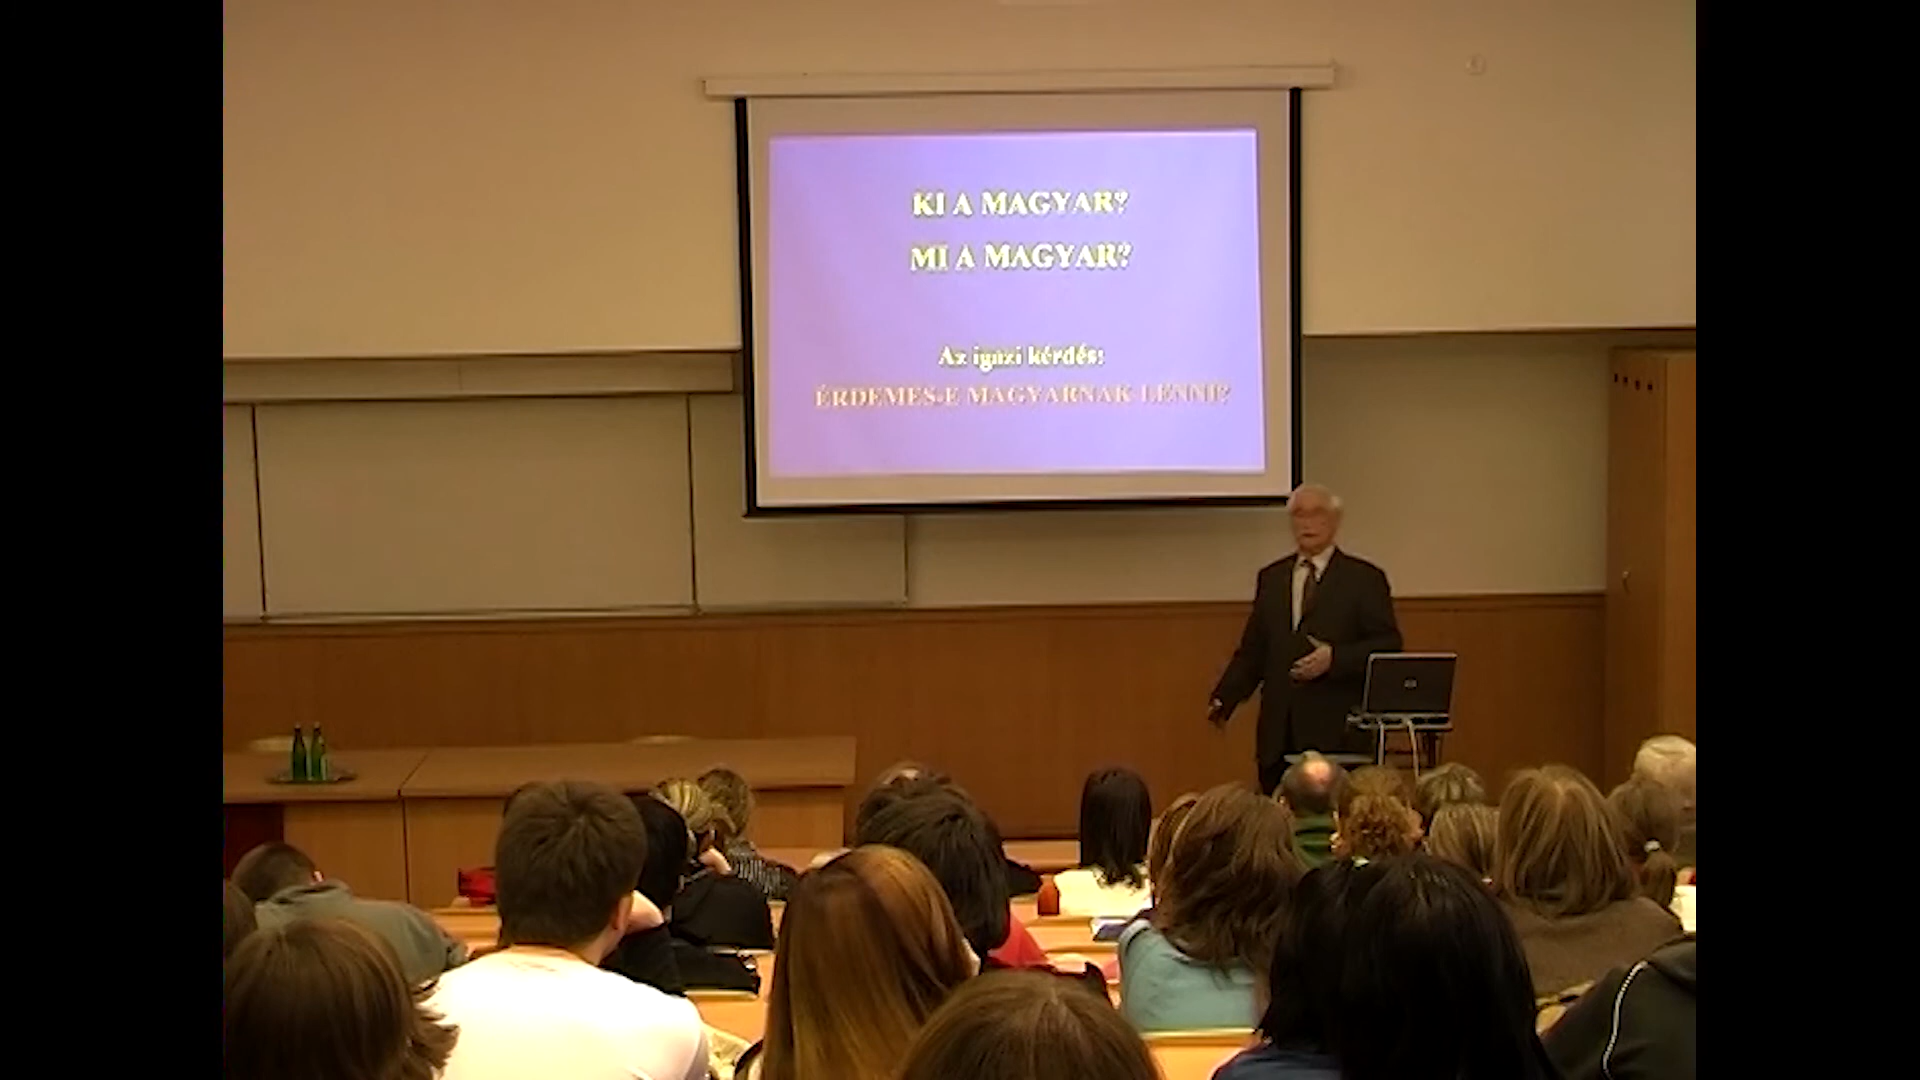 KI A MAGYAR?
MI A MAGYAR?
Az igazi kérdés:
ÉRDEMES-E MAGYARNAK LENNI?